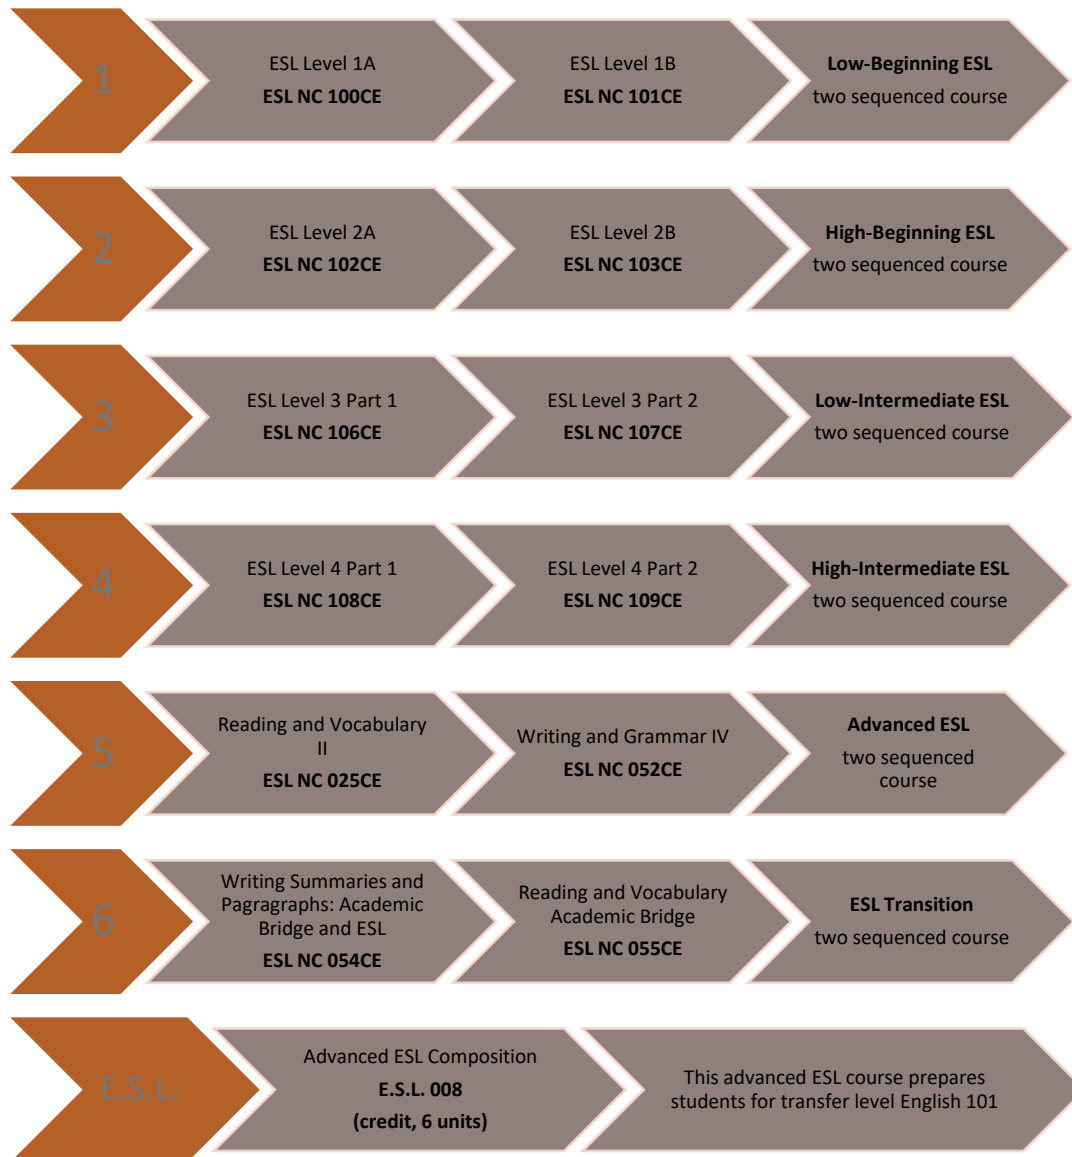 1
ESL Level 1A
ESL NC 100CE
ESL Level 1B
ESL NC 101CE
Low-Beginning ESL
two sequenced course
2
ESL Level 2A
ESL NC 102CE
ESL Level 2B
ESL NC 103CE
High-Beginning ESL
two sequenced course
3
ESL Level 3 Part 1
ESL NC 106CE
ESL Level 3 Part 2
ESL NC 107CE
Low-Intermediate ESL
two sequenced course
4
ESL Level 4 Part 1
ESL NC 108CE
ESL Level 4 Part 2
ESL NC 109CE
High-Intermediate ESL
two sequenced course
5
Reading and Vocabulary
II
ESL NC 025CE
Writing and Grammar IV
ESL NC 052CE
Advanced ESL
two sequenced
course
6
Writing Summaries and
Pagragraphs: Academic
Bridge and ESL
ESL NC 054CE
Reading and Vocabulary
Academic Bridge
ESL NC 055CE
ESL Transition
two sequenced course
E.S.L.
Advanced ESL Composition
E.S.L. 008
(credit, 6 units)
This advanced ESL course prepares
students for transfer level English 101